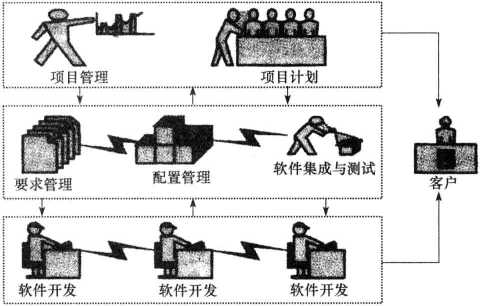 项目管理
项目计划
要求管理
配置管理
软件集成与测试
客户
软件开发
软件开发
软件开发